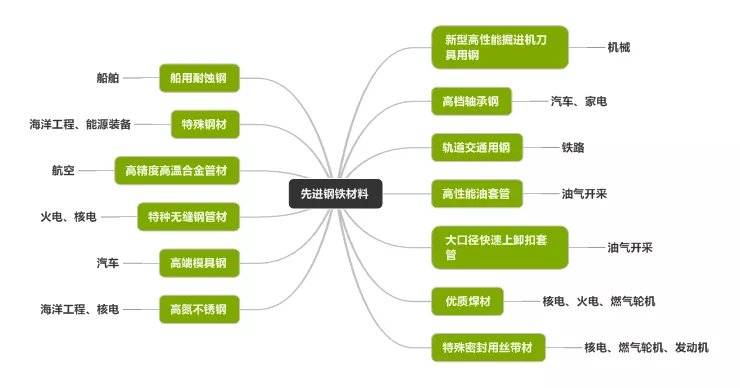 先进钢铁材料
船舶
船用耐蚀钢
海洋工程、能源装备
特殊钢材
航空
高精度高温合金管材
火电、核电
特种无缝钢管材
汽车
高端模具钢
海洋工程、核电
高氮不锈钢
新型高性能掘进机刀
具用钢
机械
高档轴承钢
汽车、家电
轨道交通用钢
铁路
高性能油套管
油气开采
大口径快速上卸扣套
管
油气开采
优质焊材
核电、火电、燃气轮机
特殊密封用丝带材
核电、燃气轮机、发动机